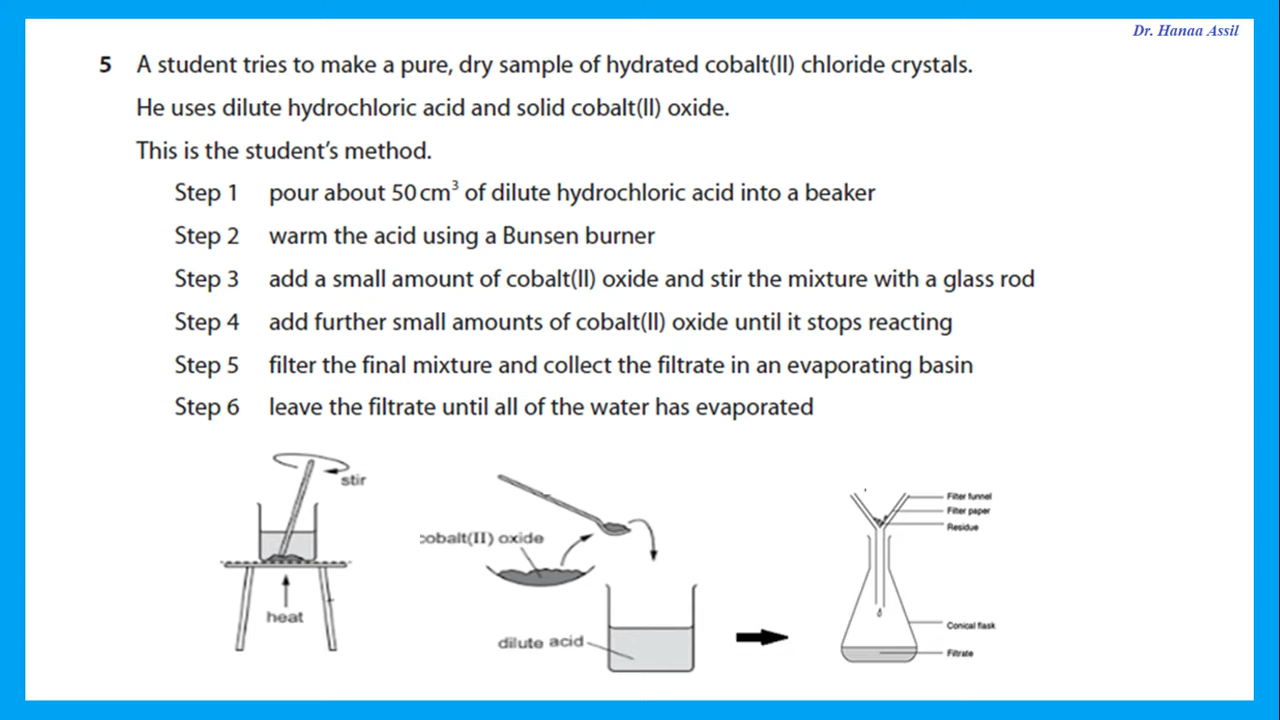 Dr. Hanaa Assil
5 A student tries to make a pure, dry sample of hydrated cobalt(II) chloride crystals.
He uses dilute hydrochloric acid and solid cobalt(II) oxide.
This is the student's method.
Step 1 pour about 50 cm³ of dilute hydrochloric acid into a beaker
Step 2 warm the acid using a Bunsen burner
Step 3 add a small amount of cobalt(II) oxide and stir the mixture with a glass rod
Step 4 add further small amounts of cobalt(II) oxide until it stops reacting
Step 5 filter the final mixture and collect the filtrate in an evaporating basin
Step 6 leave the filtrate until all of the water has evaporated
stir
heat
cobalt(II) oxide
dilute acid
Filter funnel
Filter paper
Residue
Conical flask
Filtrate